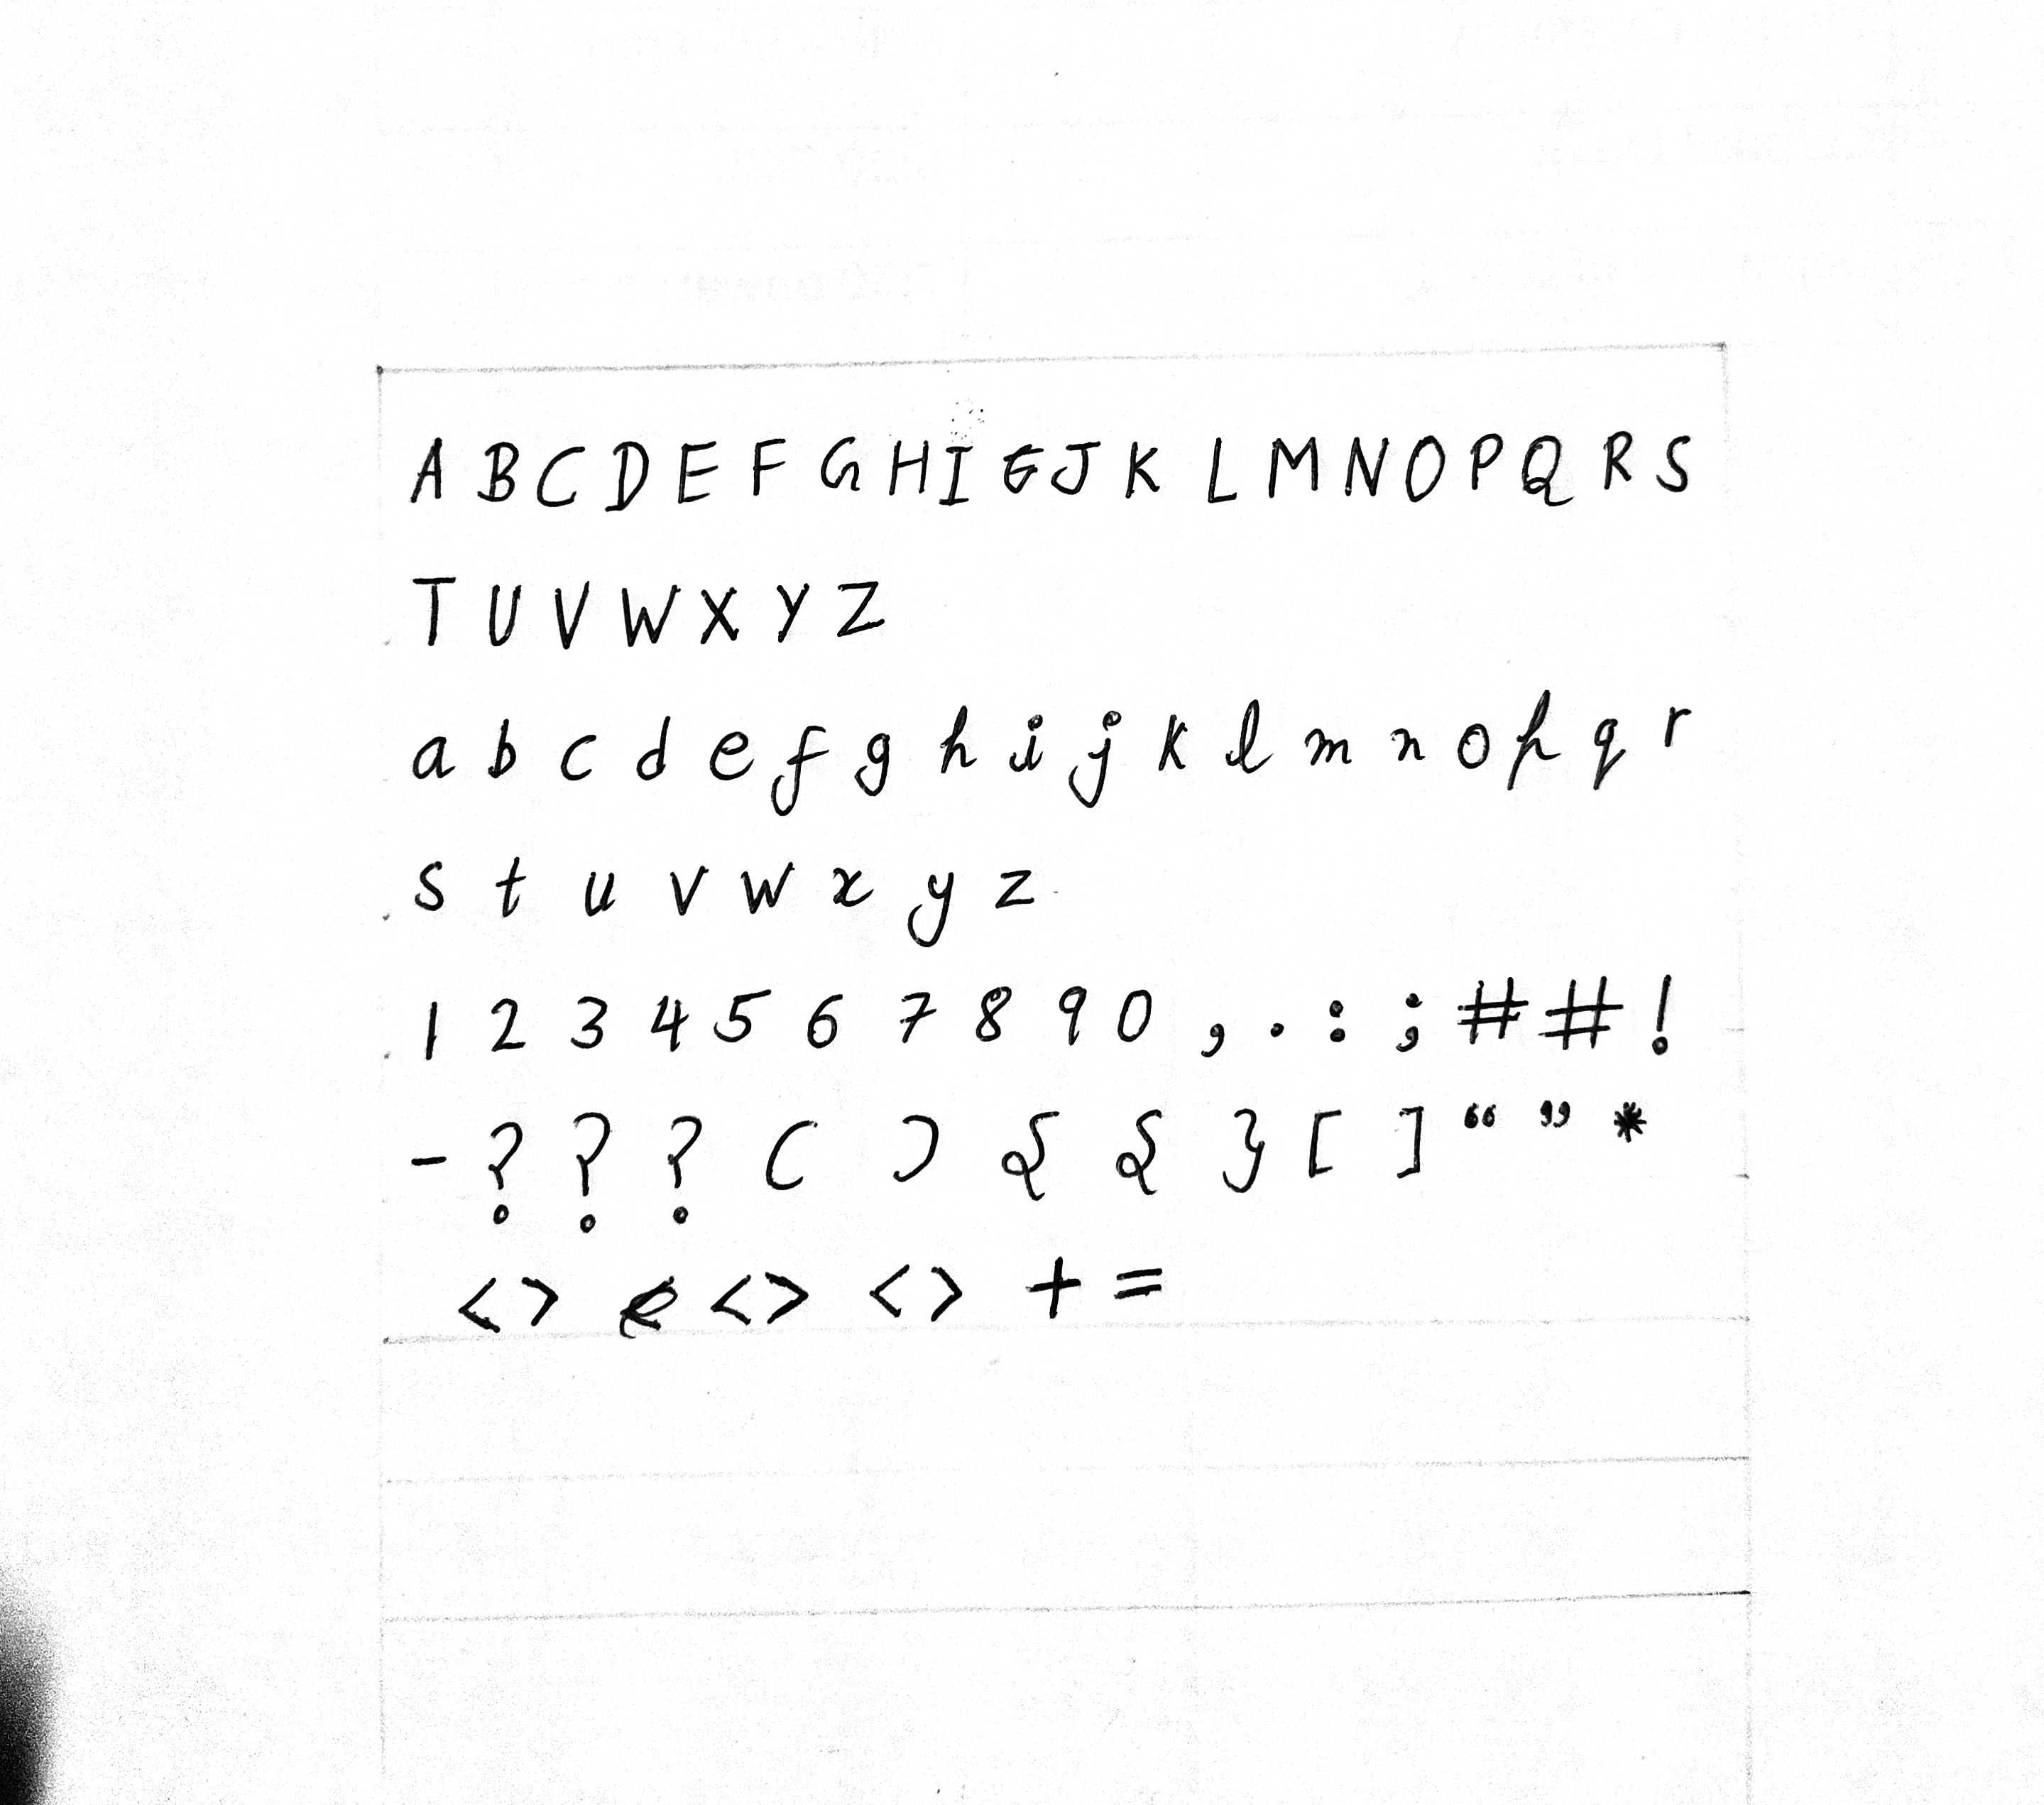 A B C D E F G H I G J K L M N O P Q R S
T U V W X Y Z
a b c d e f g h i j k l m n o p q r
s t u v w x y z
1 2 3 4 5 6 7 8 9 0 , . : ; # # !
- ? ? ? ( ) { { } [ ] “ ” *
< > < > < > + =